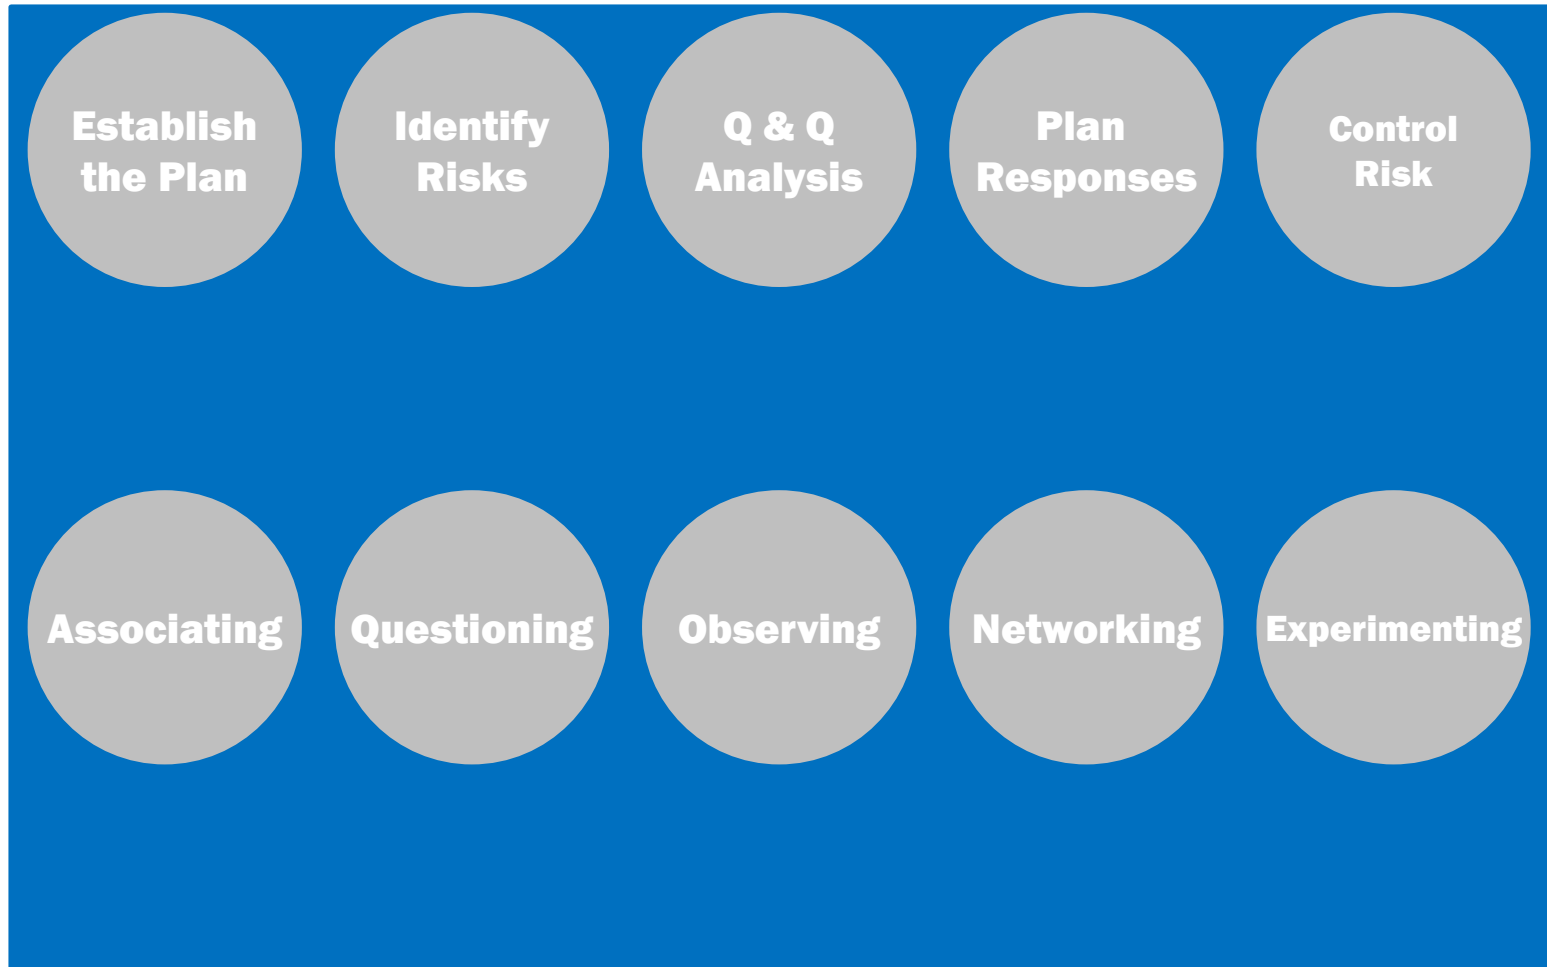 Establish
the Plan
Identify
Risks
Q & Q
Analysis
Plan
Responses
Control
Risk
Associating
Questioning
Observing
Networking
Experimenting